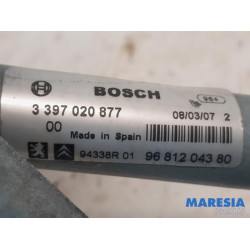 BOSCH
99+
3 397 020 877
08/03/07 2
00
Made in Spain
94338R 01
96 812 043 80
MARESIA